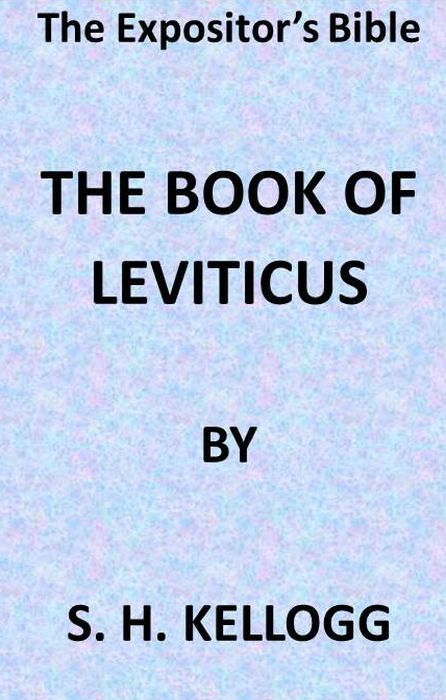 The Expositor’s Bible
THE BOOK OF
LEVITICUS
BY
S. H. KELLOGG